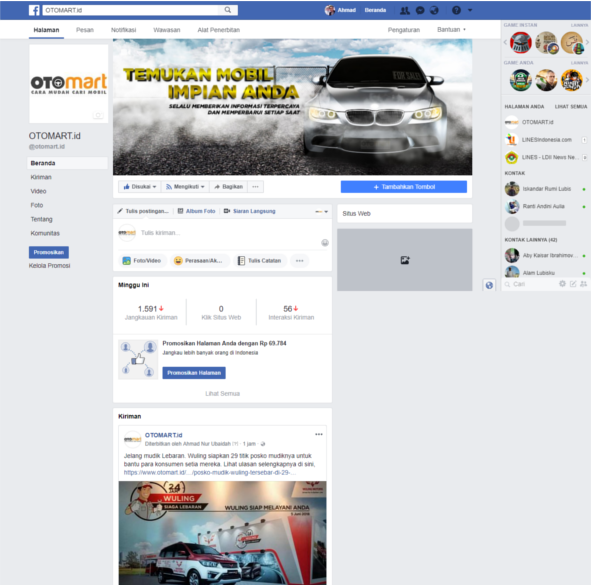 OTOMART.id
Ahmad
Beranda
Halaman
Pesan
Notifikasi
Wawasan
Alat Penerbitan
Pengaturan
Bantuan
OTOmart
CARA MUDAH CARI MOBIL
OTOMART.id
@otomart.id
Beranda
Kiriman
Video
Foto
Tentang
Komunitas
Promosikan
Kelola Promosi
TEMUKAN MOBIL
IMPIAN ANDA
SELALU MEMBERIKAN INFORMASI TERPERCAYA
DAN MEMPERBARUI SETIAP SAAT
FOR SALE
Disukai
Mengikuti
Bagikan
+ Tambahkan Tombol
Tulis postingan...
Album Foto
Siaran Langsung
Tulis kiriman...
Foto/Video
Perasaan/Ak...
Tulis Catatan
Situs Web
Minggu ini
1.591
Jangkauan Kiriman
0
Klik Situs Web
56
Interaksi Kiriman
Promosikan Halaman Anda dengan Rp 69.784
Jangkau lebih banyak orang di Indonesia
Promosikan Halaman
Lihat Semua
Kiriman
OTOMART.id
Diterbitkan oleh Ahmad Nur Ubaidah · 1 jam ·
Jelang mudik Lebaran. Wuling siapkan 29 titik posko mudiknya untuk
bantu para konsumen setia mereka. Lihat ulasan selengkapnya di sini,
https://www.otomart.id/.../posko-mudik-wuling-tersebar-di-29-...
24
WULING
SIAGA LEBARAN
WULING SIAP MELAYANI ANDA
GAME INSTAN
LAINNYA
GAME ANDA
LAINNYA
HALAMAN ANDA
LIHAT SEMUA
OTOMART.id
LINESIndonesia.com
LINES - LDII News Ne...
KONTAK
Iskandar Rumi Lubis
Ranti Andini Aulia
KONTAK LAINNYA (42)
Aby Kaisar Ibrahimov...
Alam Lubisku
Cari